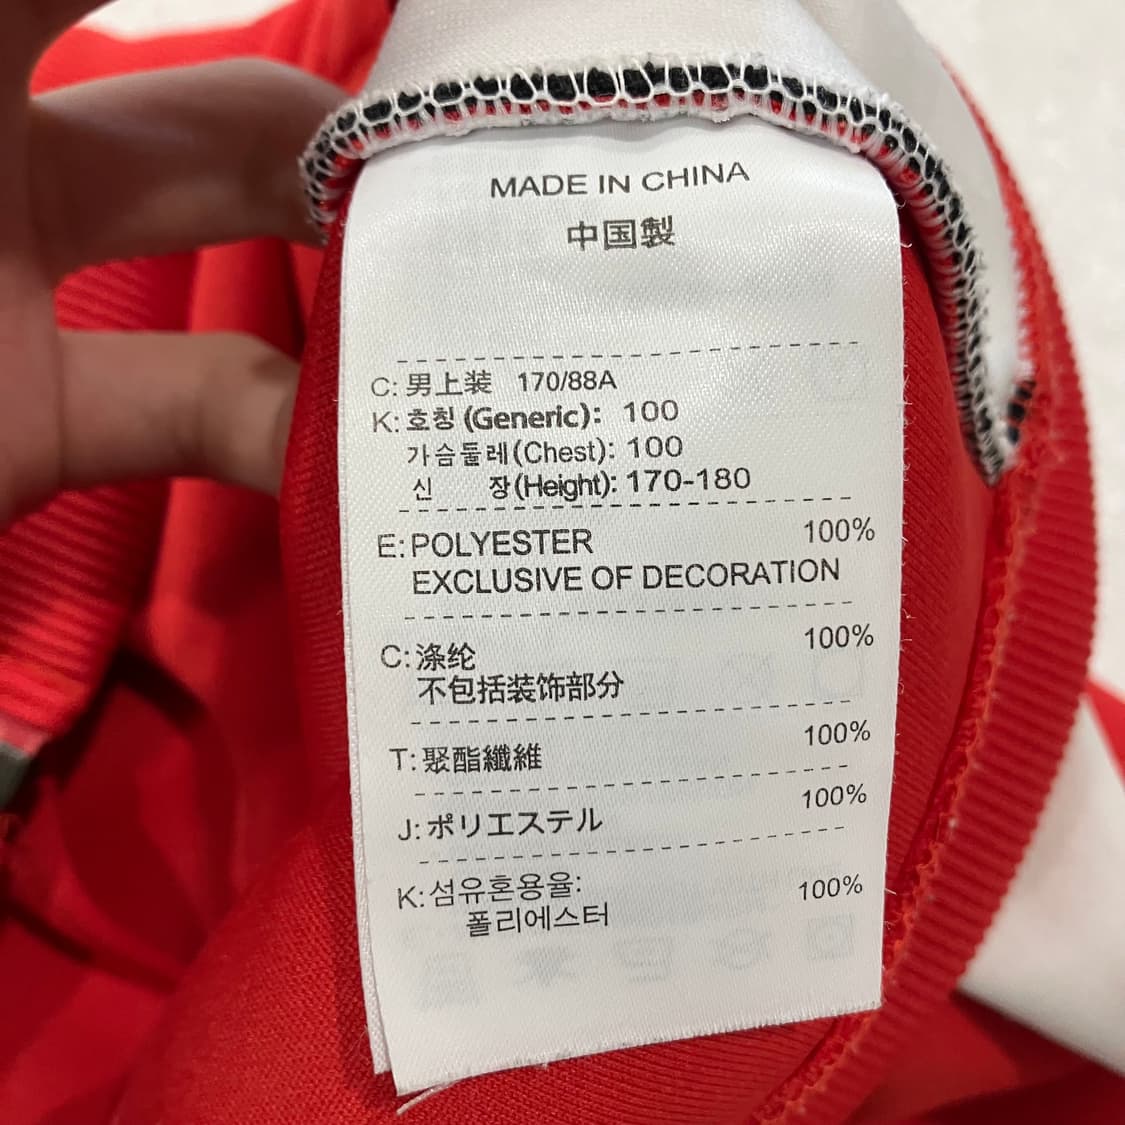 MADE IN CHINA
中国製
C: 男上装 170/88A
K: 호칭 (Generic): 100
가슴둘레(Chest): 100
신 장(Height): 170-180
E: POLYESTER 100%
EXCLUSIVE OF DECORATION
C: 涤纶 100%
不包括装饰部分
T: 聚酯纖維 100%
J: ポリエステル 100%
K: 섬유혼용율: 100%
폴리에스터